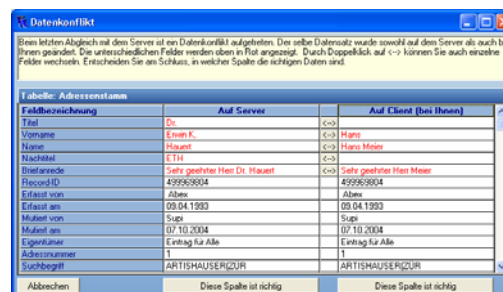 Datenkonflikt
Beim letzten Abgleich mit dem Server ist ein Datenkonflikt aufgetreten. Der selbe Datensatz wurde sowohl auf dem Server als auch b
Ihnen geändert. Die unterschiedlichen Felder werden oben in Rot angezeigt. Durch Doppelklick auf <--> können Sie auch einzelne
Felder wechseln. Entscheiden Sie am Schluss, in welcher Spalte die richtigen Daten sind.
Tabelle: Adressenstamm
Feldbezeichnung Auf Server Auf Client (bei Ihnen)
Titel Dr. <-->
Vorname Erwin K. <--> Hans
Name Hauert <--> Hans Meier
Nachtitel ETH <-->
Briefanrede Sehr geehrter Herr Dr. Hauert <--> Sehr geehrter Herr Meier
Record-ID 499969804 499969804
Erfasst von Abex Abex
Erfasst am 09.04.1993 09.04.1993
Mutiert von Supi Supi
Mutiert am 07.10.2004 07.10.2004
Eigentümer Eintrag für Alle Eintrag für Alle
Adressnummer 1 1
Suchbegriff ARTISHAUSER|ZÜR ARTISHAUSER|ZÜR
Abbrechen Diese Spalte ist richtig Diese Spalte ist richtig